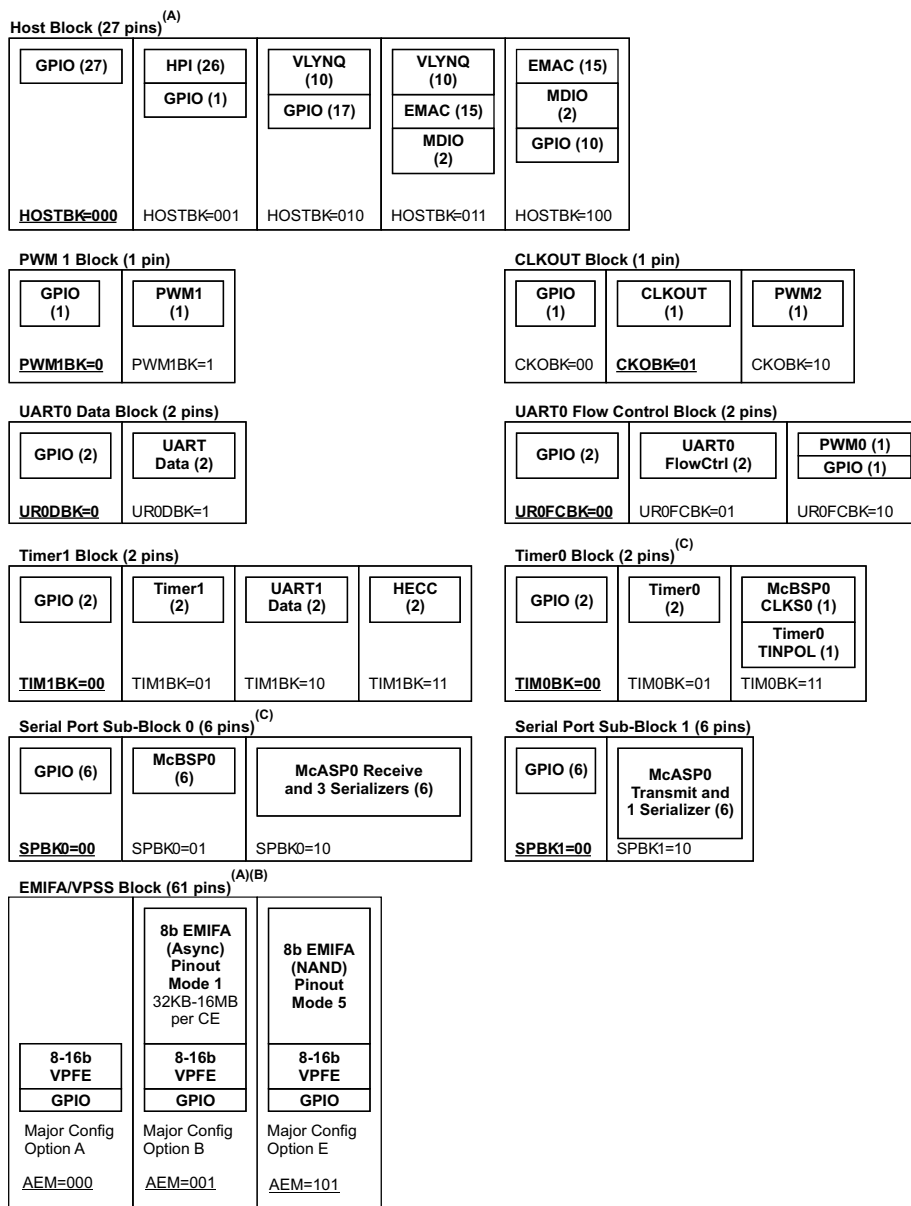 Host Block (27 pins)(A)
GPIO (27)
HOSTBK=000
HPI (26)
GPIO (1)
HOSTBK=001
VLYNQ
(10)
GPIO (17)
HOSTBK=010
VLYNQ
(10)
EMAC (15)
MDIO
(2)
HOSTBK=011
EMAC (15)
MDIO
(2)
GPIO (10)
HOSTBK=100
PWM 1 Block (1 pin)
GPIO
(1)
PWM1BK=0
PWM1
(1)
PWM1BK=1
CLKOUT Block (1 pin)
GPIO
(1)
CKOBK=00
CLKOUT
(1)
CKOBK=01
PWM2
(1)
CKOBK=10
UART0 Data Block (2 pins)
GPIO (2)
UR0DBK=0
UART
Data (2)
UR0DBK=1
UART0 Flow Control Block (2 pins)
GPIO (2)
UR0FCBK=00
UART0
FlowCtrl (2)
UR0FCBK=01
PWM0 (1)
GPIO (1)
UR0FCBK=10
Timer1 Block (2 pins)
GPIO (2)
TIM1BK=00
Timer1
(2)
TIM1BK=01
UART1
Data (2)
TIM1BK=10
HECC
(2)
TIM1BK=11
Timer0 Block (2 pins)(C)
GPIO (2)
TIM0BK=00
Timer0
(2)
TIM0BK=01
McBSP0
CLKS0 (1)
Timer0
TINPOL (1)
TIM0BK=11
Serial Port Sub-Block 0 (6 pins)(C)
GPIO (6)
SPBK0=00
McBSP0
(6)
SPBK0=01
McASP0 Receive
and 3 Serializers (6)
SPBK0=10
Serial Port Sub-Block 1 (6 pins)
GPIO (6)
SPBK1=00
McASP0
Transmit and
1 Serializer (6)
SPBK1=10
EMIFA/VPSS Block (61 pins)(A)(B)
8-16b
VPFE
GPIO
Major Config
Option A
AEM=000
8b EMIFA
(Async)
Pinout
Mode 1
32KB-16MB
per CE
8-16b
VPFE
GPIO
Major Config
Option B
AEM=001
8b EMIFA
(NAND)
Pinout
Mode 5
8-16b
VPFE
GPIO
Major Config
Option E
AEM=101